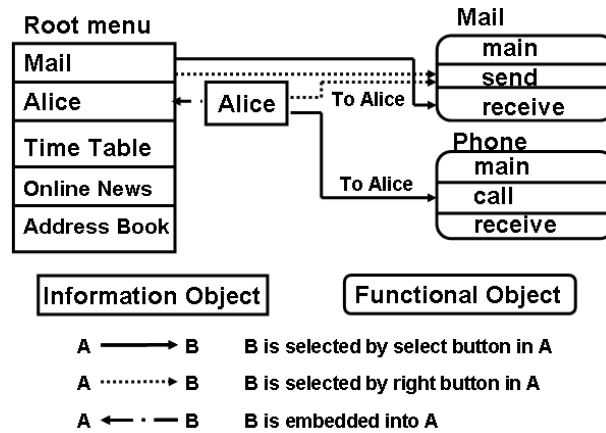 Root menu
Mail
Alice
Time Table
Online News
Address Book
Alice
To Alice
To Alice
Mail
main
send
receive
Phone
main
call
receive
Information Object
Functional Object
A B B is selected by select button in A
A B B is selected by right button in A
A B B is embedded into A